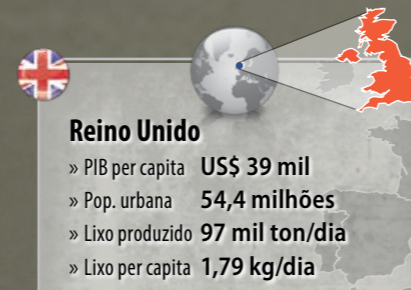 Reino Unido
» PIB per capita US$ 39 mil
» Pop. urbana 54,4 milhões
» Lixo produzido 97 mil ton/dia
» Lixo per capita 1,79 kg/dia